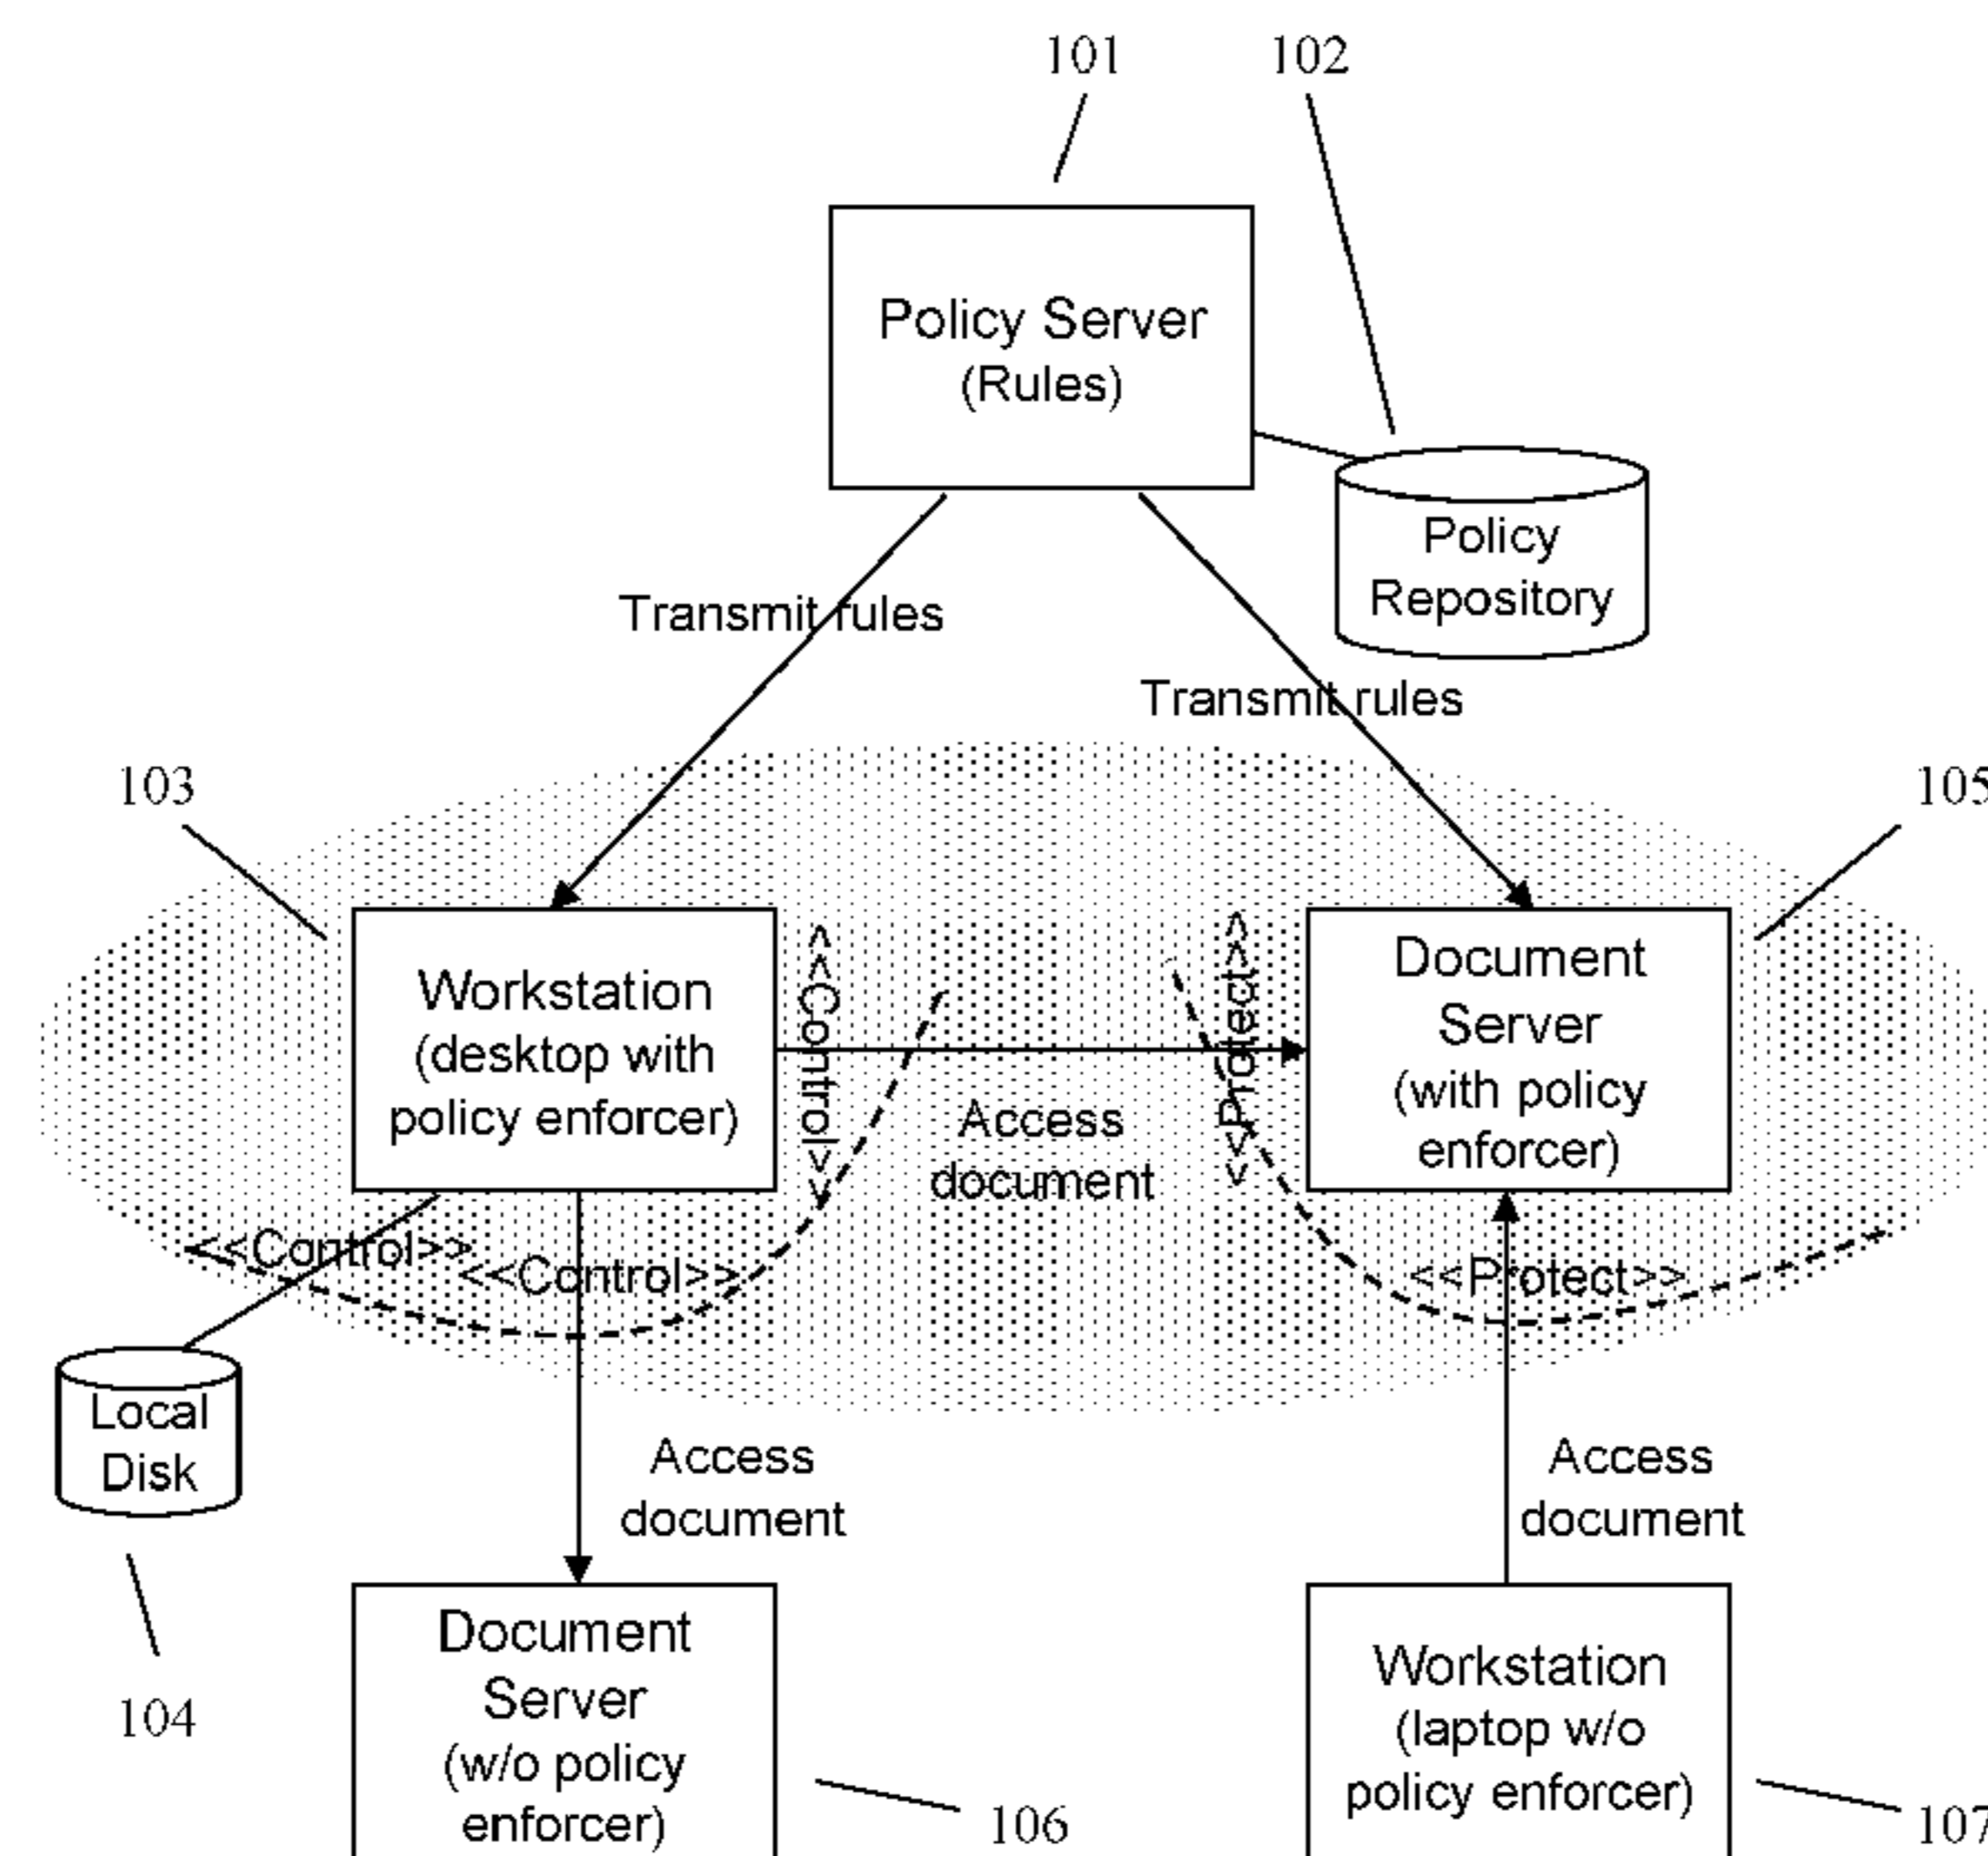 101
102
Policy Server
(Rules)
Policy
Repository
Transmit rules
Transmit rules
103
105
Workstation
(desktop with
policy enforcer)
<<Control>>
<<Protect>>
Document
Server
(with policy
enforcer)
Access
document
<<Control>>
<<Control>>
<<Protect>>
Local
Disk
Access
document
Access
document
104
Document
Server
(w/o policy
enforcer)
106
Workstation
(laptop w/o
policy enforcer)
107